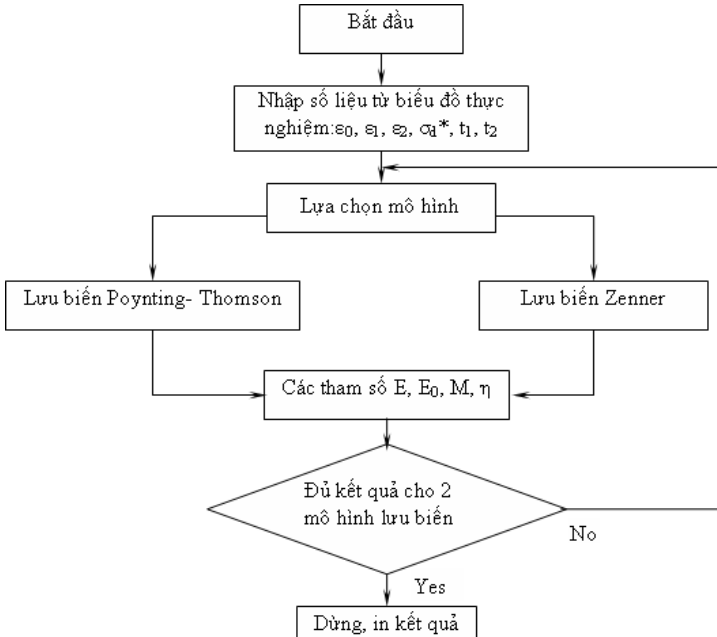 Bắt đầu
Nhập số liệu từ biểu đồ thực
nghiệm:ε₀, ε₁, ε₂, σd*, t₁, t₂
Lựa chọn mô hình
Lưu biến Poynting- Thomson
Lưu biến Zenner
Các tham số E, E₀, M, η
Đủ kết quả cho 2
mô hình lưu biến
No
Yes
Dừng, in kết quả